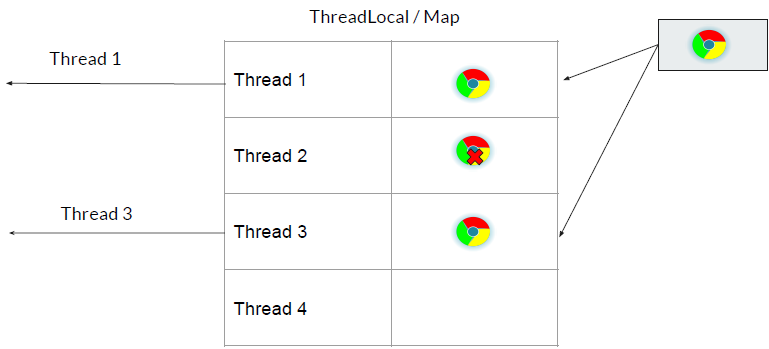 ThreadLocal / Map
Thread 1
Thread 1
Thread 2
Thread 3
Thread 3
Thread 4